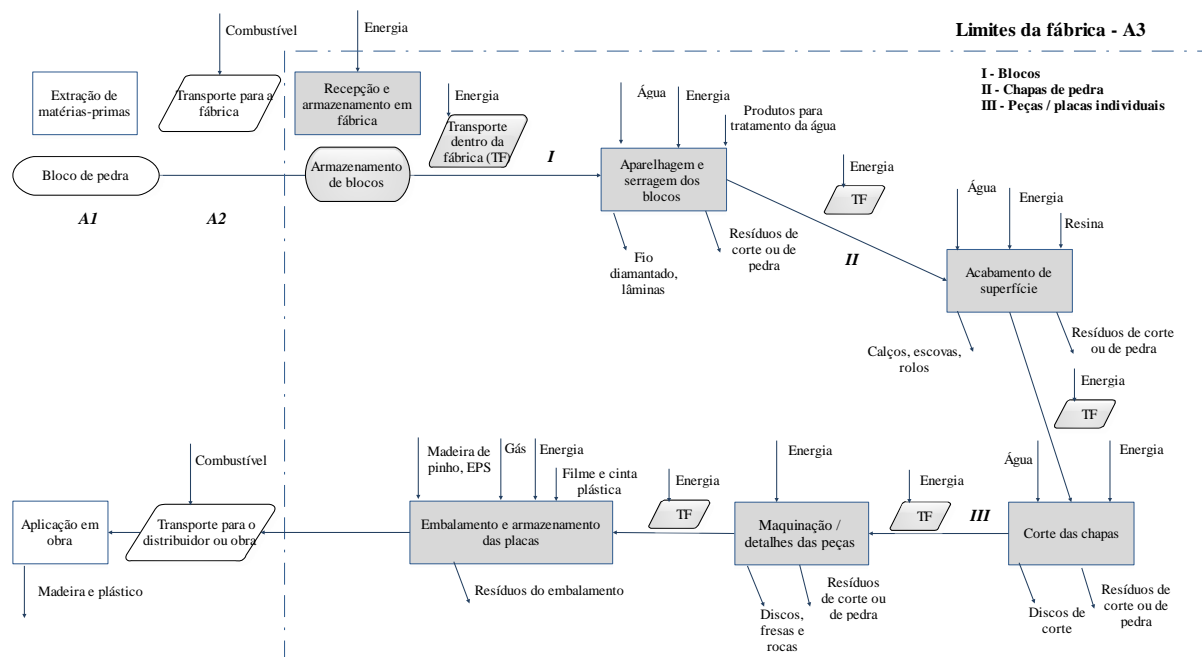 Limites da fábrica - A3
I - Blocos
II - Chapas de pedra
III - Peças / placas individuais
Combustível
Energia
Extração de
matérias-primas
Transporte para a
fábrica
Recepção e
armazenamento em
fábrica
Energia
Transporte
dentro da
fábrica (TF)
I
Água
Energia
Produtos para
tratamento da água
Bloco de pedra
Armazenamento
de blocos
Aparelhagem e
serragem dos
blocos
A1
A2
Energia
TF
Fio
diamantado,
lâminas
Resíduos de
corte ou de
pedra
II
Água
Energia
Resina
Acabamento de
superfície
Calços, escovas,
rolos
Resíduos de corte
ou de pedra
Energia
TF
Água
Energia
Corte das chapas
Discos de
corte
Resíduos de
corte ou de
pedra
III
Energia
TF
Energia
Maquinação /
detalhes das peças
Discos,
fresas e
rocas
Resíduos
de corte ou
de pedra
Energia
TF
Madeira de
pinho, EPS
Gás
Energia
Filme e cinta
plástica
Embalamento e armazenamento
das placas
Resíduos do embalamento
Combustível
Transporte para o
distribuidor ou obra
Aplicação em
obra
Madeira e plástico